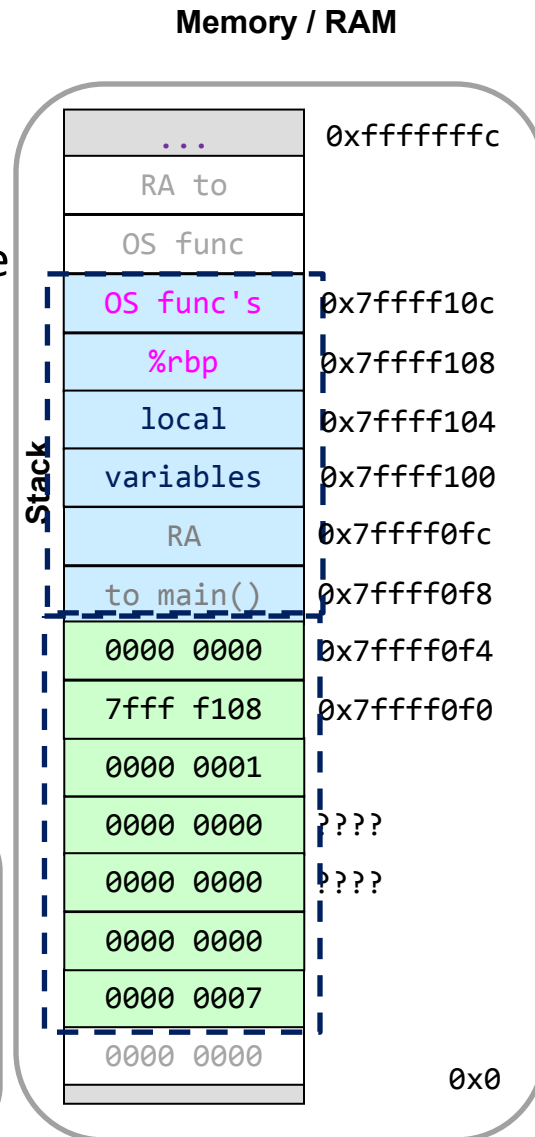 Memory / RAM
... 0xfffffffc
RA to
OS func
e
OS func's 0x7ffff10c
%rbp 0x7ffff108
local 0x7ffff104
variables 0x7ffff100
Stack
RA 0x7ffff0fc
to main() 0x7ffff0f8
0000 0000 0x7ffff0f4
7fff f108 0x7ffff0f0
0000 0001
0000 0000 ????
0000 0000 ????
0000 0000
0000 0007
0000 0000
0x0